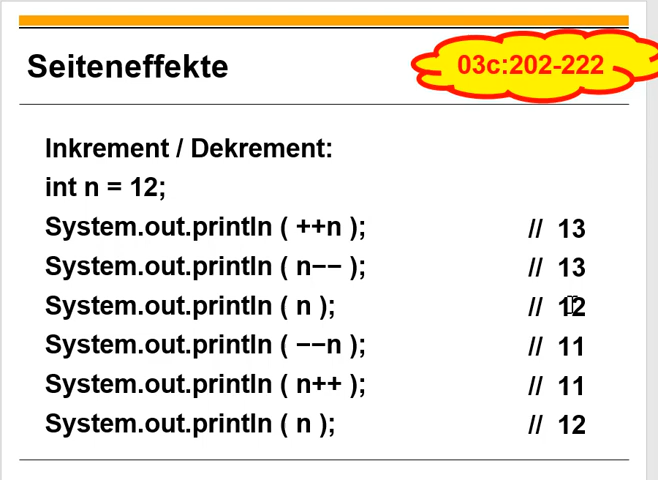 Seiteneffekte 03c:202-222
Inkrement / Dekrement:
int n = 12;
System.out.println ( ++n ); // 13
System.out.println ( n−− ); // 13
System.out.println ( n ); // 12
System.out.println ( −−n ); // 11
System.out.println ( n++ ); // 11
System.out.println ( n ); // 12